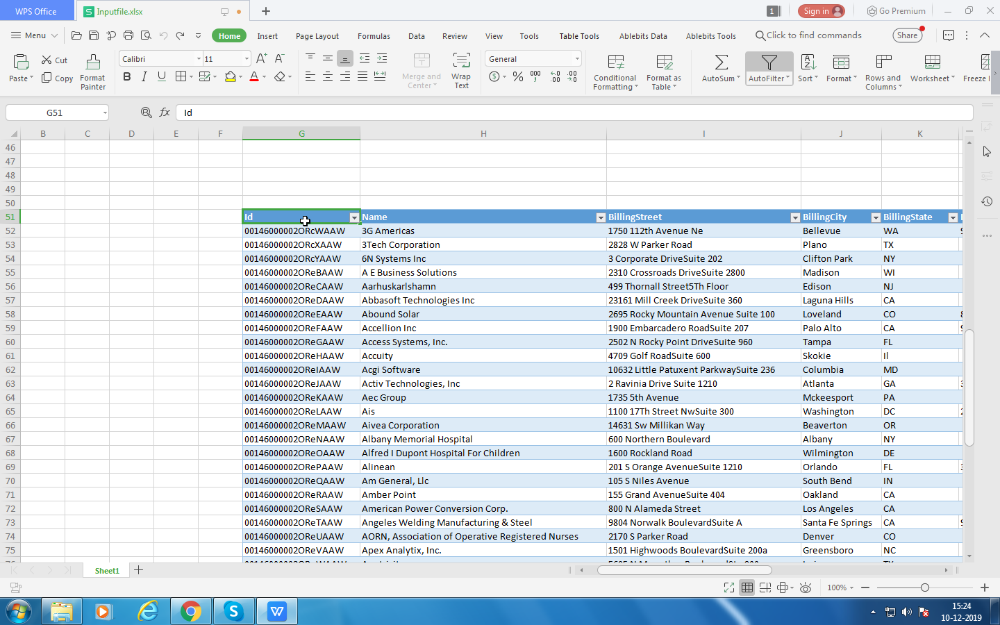 WPS Office Inputfile.xlsx 1 Sign in Go Premium
Menu Home Insert Page Layout Formulas Data Review View Tools Table Tools Ablebits Data Ablebits Tools Click to find commands Share
Paste Cut Copy Format Painter Calibri 11 Merge and Center Wrap Text General Conditional Formatting Format as Table AutoSum AutoFilter Sort Format Rows and Columns Worksheet Freeze
G51 fx Id
B C D E F G H I J K
46
47
48
49
50
51 Id Name BillingStreet BillingCity BillingState
52 00146000002ORcWAAW 3G Americas 1750 112th Avenue Ne Bellevue WA
53 00146000002ORcXAAW 3Tech Corporation 2828 W Parker Road Plano TX
54 00146000002ORcYAAW 6N Systems Inc 3 Corporate DriveSuite 202 Clifton Park NY
55 00146000002OReBAAW A E Business Solutions 2310 Crossroads DriveSuite 2800 Madison WI
56 00146000002OReCAAW Aarhuskarlshamn 499 Thornall Street5Th Floor Edison NJ
57 00146000002OReDAAW Abbasoft Technologies Inc 23161 Mill Creek DriveSuite 360 Laguna Hills CA
58 00146000002OReEAAW Abound Solar 2695 Rocky Mountain Avenue Suite 100 Loveland CO
59 00146000002OReFAAW Accellion Inc 1900 Embarcadero RoadSuite 207 Palo Alto CA
60 00146000002OReGAAW Access Systems, Inc. 2502 N Rocky Point DriveSuite 960 Tampa FL
61 00146000002OReHAAW Accuity 4709 Golf RoadSuite 600 Skokie Il
62 00146000002OReIAAW Acgi Software 10632 Little Patuxent ParkwaySuite 236 Columbia MD
63 00146000002OReJAAW Activ Technologies, Inc 2 Ravinia Drive Suite 1210 Atlanta GA
64 00146000002OReKAAW Aec Group 1735 5th Avenue Mckeesport PA
65 00146000002OReLAAW Ais 1100 17Th Street NwSuite 300 Washington DC
66 00146000002OReMAAW Aivea Corporation 14631 Sw Millikan Way Beaverton OR
67 00146000002OReNAAW Albany Memorial Hospital 600 Northern Boulevard Albany NY
68 00146000002OReOAAW Alfred I Dupont Hospital For Children 1600 Rockland Road Wilmington DE
69 00146000002ORePAAW Alinean 201 S Orange AvenueSuite 1210 Orlando FL
70 00146000002OReQAAW Am General, Llc 105 S Niles Avenue South Bend IN
71 00146000002OReRAAW Amber Point 155 Grand AvenueSuite 404 Oakland CA
72 00146000002OReSAAW American Power Conversion Corp. 800 N Alameda Street Los Angeles CA
73 00146000002OReTAAW Angeles Welding Manufacturing & Steel 9804 Norwalk BoulevardSuite A Santa Fe Springs CA
74 00146000002OReUAAW AORN, Association of Operative Registered Nurses 2170 S Parker Road Denver CO
75 00146000002OReVAAW Apex Analytix, Inc. 1501 Highwoods BoulevardSuite 200a Greensboro NC
Sheet1
100%
15:24
10-12-2019